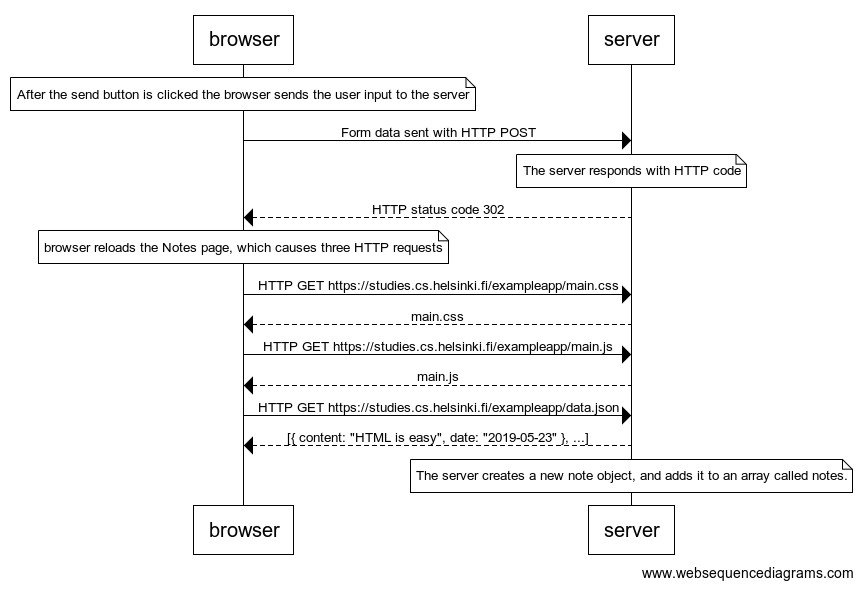 browser
server
After the send button is clicked the browser sends the user input to the server
Form data sent with HTTP POST
The server responds with HTTP code
HTTP status code 302
browser reloads the Notes page, which causes three HTTP requests
HTTP GET https://studies.cs.helsinki.fi/exampleapp/main.css
main.css
HTTP GET https://studies.cs.helsinki.fi/exampleapp/main.js
main.js
HTTP GET https://studies.cs.helsinki.fi/exampleapp/data.json
[{ content: "HTML is easy", date: "2019-05-23" }, ...]
The server creates a new note object, and adds it to an array called notes.
browser
server
www.websequencediagrams.com